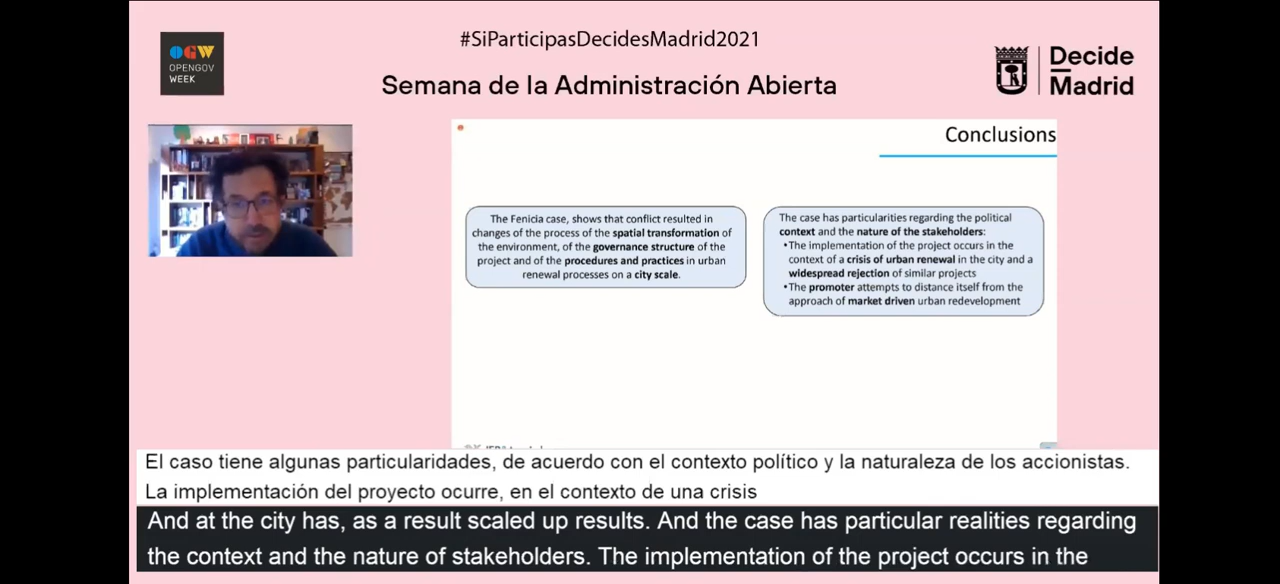 #SiParticipasDecidesMadrid2021
OGW
OPENGOV
WEEK
Semana de la Administración Abierta
Decide
Madrid
Conclusions
The Fenicia case, shows that conflict resulted in
changes of the process of the spatial transformation of
the environment, of the governance structure of the
project and of the procedures and practices in urban
renewal processes on a city scale.
The case has particularities regarding the political
context and the nature of the stakeholders:
•The implementation of the project occurs in the
context of a crisis of urban renewal in the city and a
widespread rejection of similar projects
•The promoter attempts to distance itself from the
approach of market driven urban redevelopment
El caso tiene algunas particularidades, de acuerdo con el contexto político y la naturaleza de los accionistas.
La implementación del proyecto ocurre, en el contexto de una crisis
And at the city has, as a result scaled up results. And the case has particular realities regarding
the context and the nature of stakeholders. The implementation of the project occurs in the